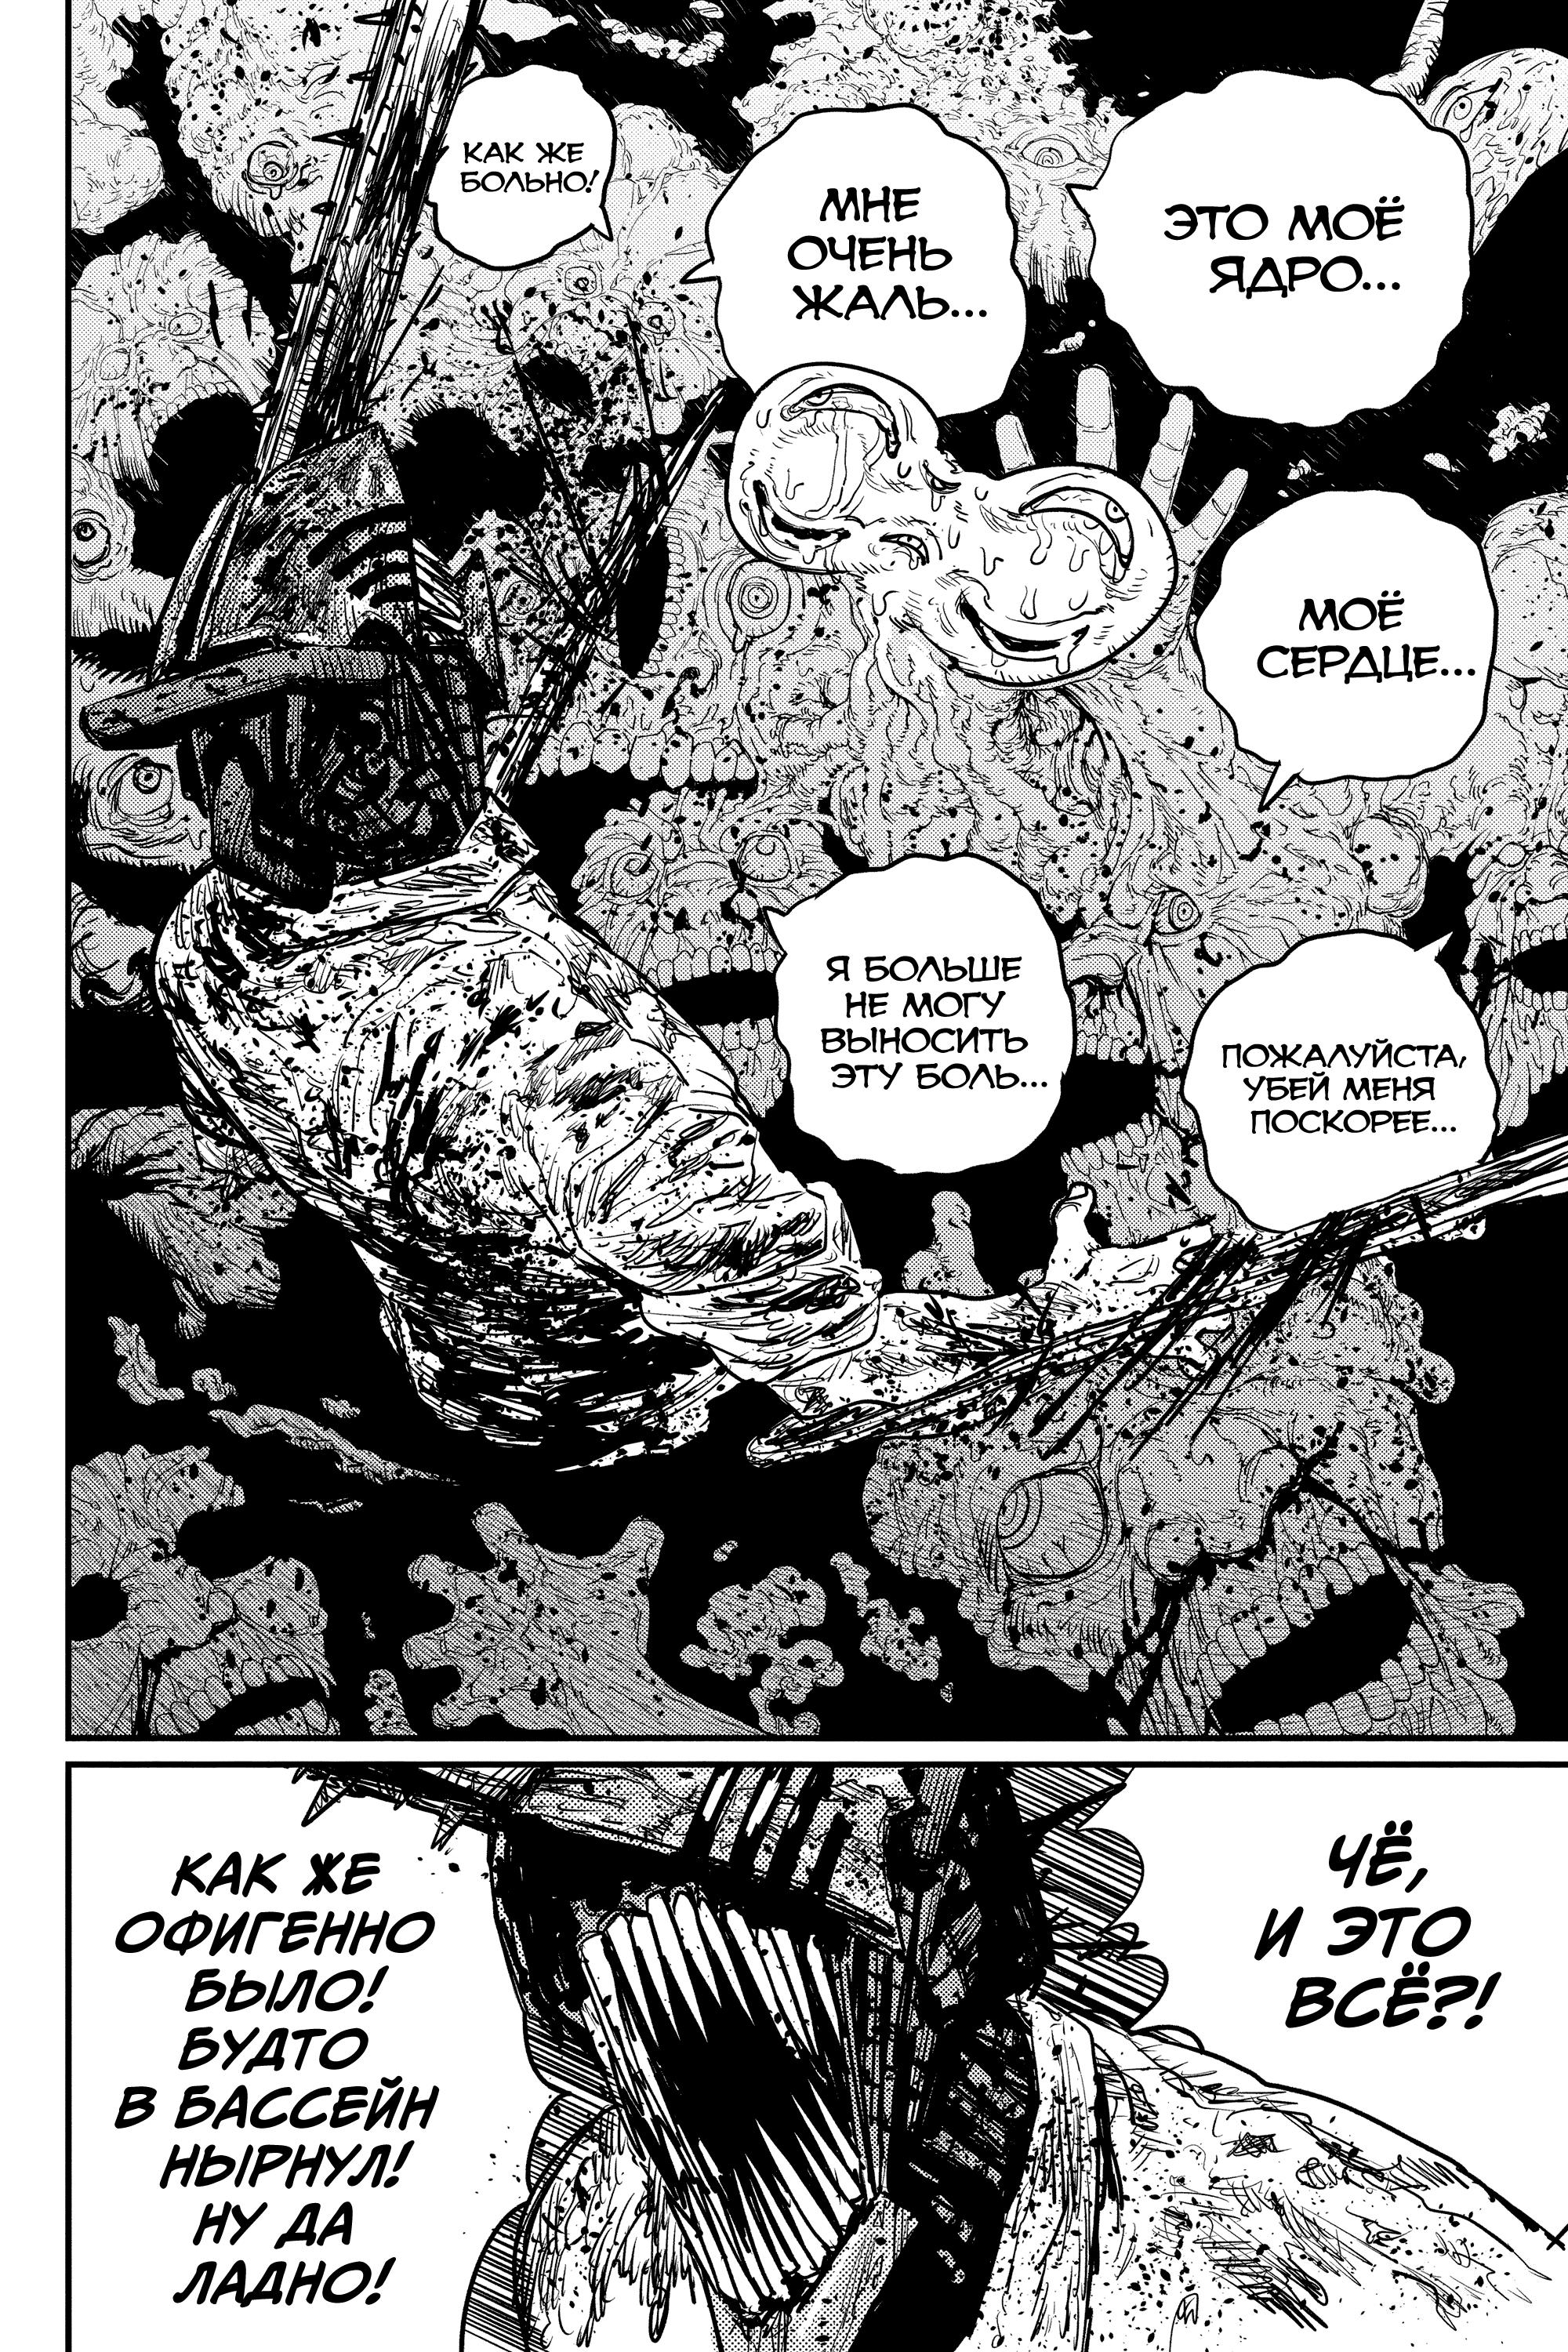 ЭТО МОЁ
ЯДРО...
МНЕ
ОЧЕНЬ
ЖАЛЬ...
КАК ЖЕ
БОЛЬНО!
МОЁ
СЕРДЦЕ...
ПОЖАЛУЙСТА,
УБЕЙ МЕНЯ
ПОСКОРЕЕ...
Я БОЛЬШЕ
НЕ МОГУ
ВЫНОСИТЬ
ЭТУ БОЛЬ...
ЧЁ,
И ЭТО
ВСЁ?!
КАК ЖЕ
ОФИГЕННО
БЫЛО!
БУДТО
В БАССЕЙН
НЫРНУЛ!
НУ ДА
ЛАДНО!